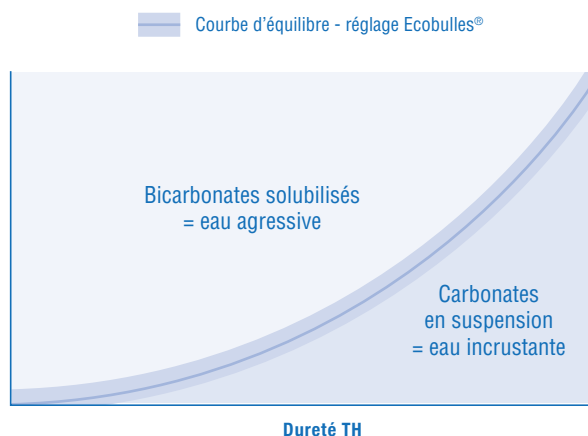 Courbe d'équilibre - réglage Ecobulles®
Bicarbonates solubilisés
= eau agressive
Carbonates
en suspension
= eau incrustante
Dureté TH